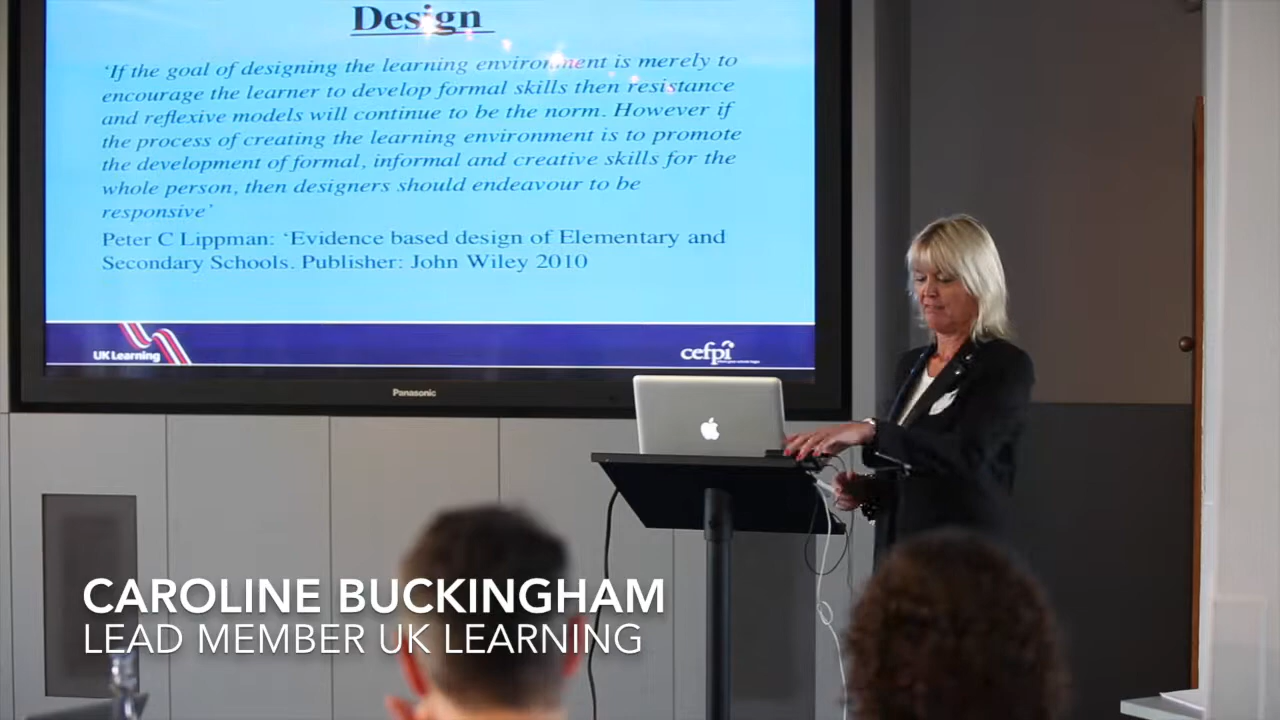 Design
'If the goal of designing the learning environment is merely to
encourage the learner to develop formal skills then resistance
and reflexive models will continue to be the norm. However if
the process of creating the learning environment is to promote
the development of formal, informal and creative skills for the
whole person, then designers should endeavour to be
responsive'
Peter C Lippman: 'Evidence based design of Elementary and
Secondary Schools. Publisher: John Wiley 2010
UK Learning
cefpi
Panasonic
CAROLINE BUCKINGHAM
LEAD MEMBER UK LEARNING